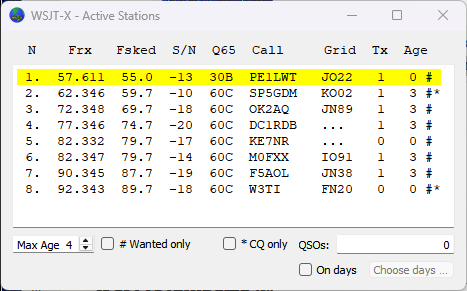 WSJT-X - Active Stations
N Frx Fsked S/N Q65 Call Grid Tx Age
1. 57.611 55.0 -13 30B PE1LWT JO22 1 0 #
2. 62.346 59.7 -10 60C SP5GDM KO02 1 3 #*
3. 72.348 69.7 -18 60C OK2AQ JN89 1 3 #
4. 77.346 74.7 -20 60C DC1RDB ... 1 3 #
5. 82.332 79.7 -17 60C KE7NR ... 0 0 #
6. 82.347 79.7 -14 60C M0FXX IO91 1 3 #
7. 90.345 87.7 -19 60C F5AOL JN38 1 3 #
8. 92.343 89.7 -18 60C W3TI FN20 0 0 #*
Max Age 4 # Wanted only * CQ only QSOs: 0
On days Choose days ...